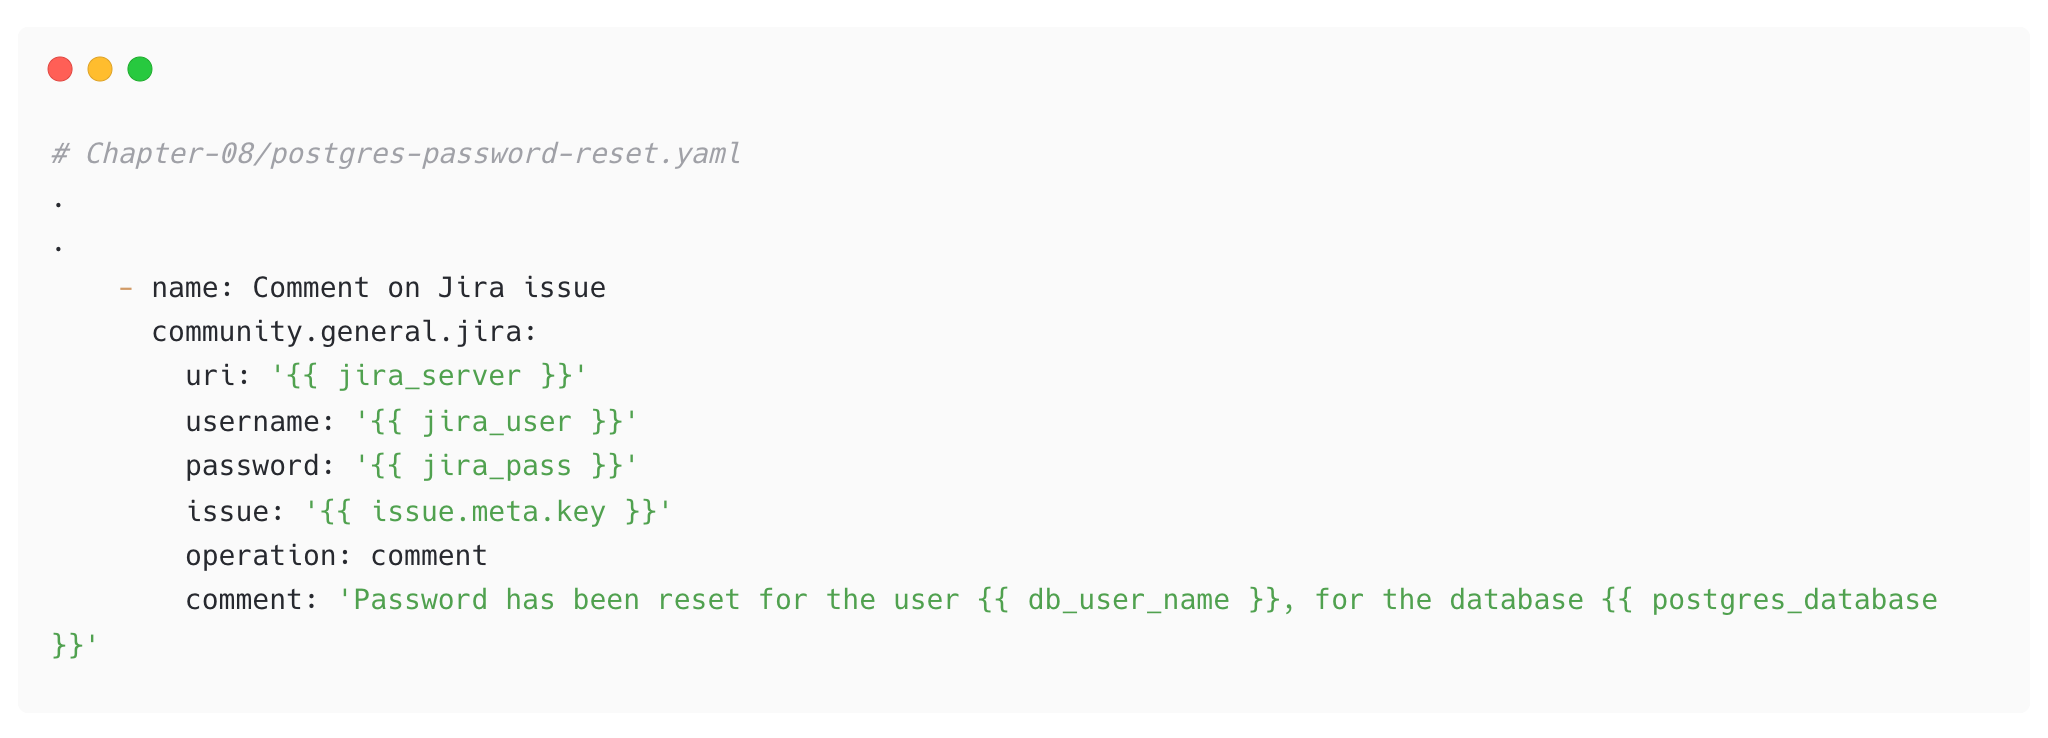 # Chapter-08/postgres-password-reset.yaml
.
.
    - name: Comment on Jira issue
      community.general.jira:
        uri: '{{ jira_server }}'
        username: '{{ jira_user }}'
        password: '{{ jira_pass }}'
        issue: '{{ issue.meta.key }}'
        operation: comment
        comment: 'Password has been reset for the user {{ db_user_name }}, for the database {{ postgres_database
}}'